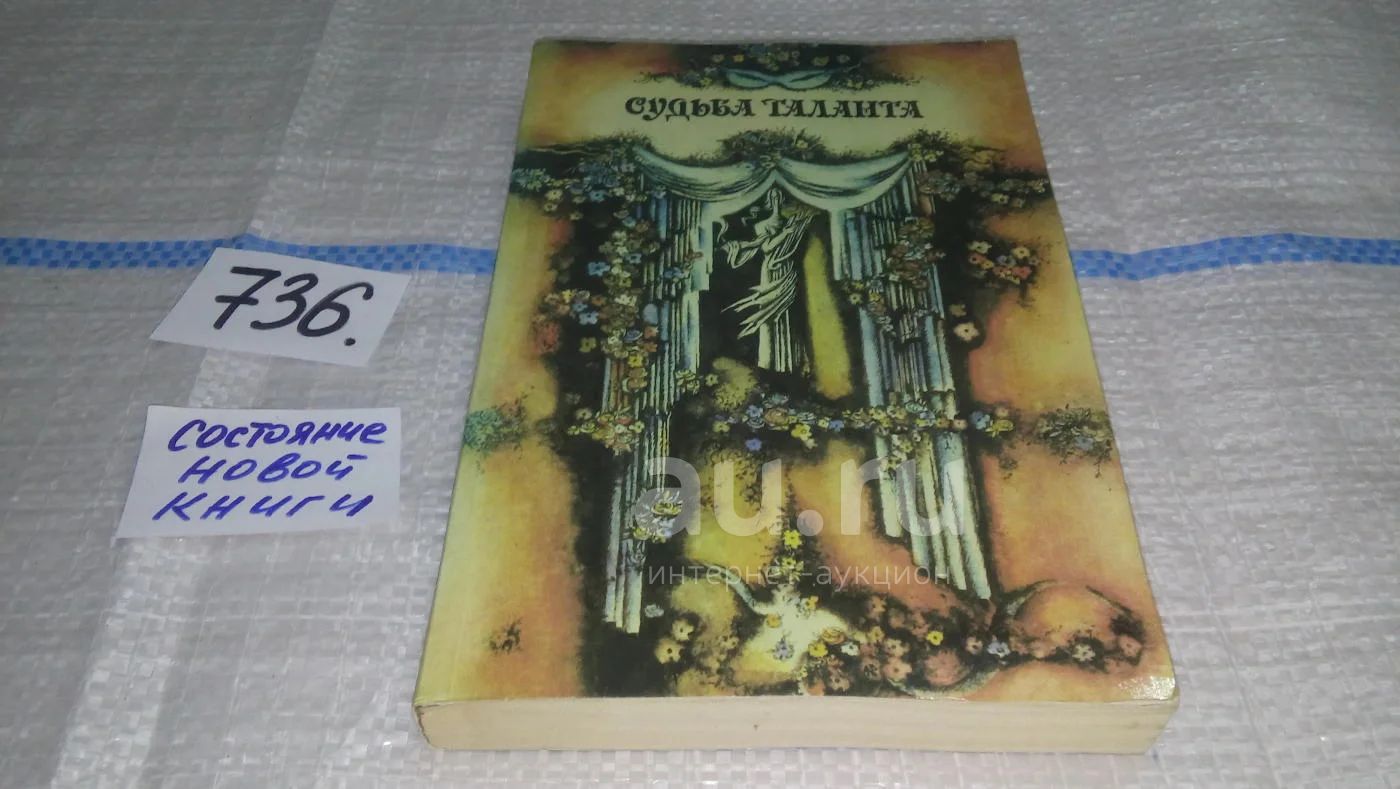 СУДЬБА ТАЛАНТА
736.
СОСТОЯНИЕ
НОВОЙ
КНИГИ
au.ru
интернет-аукцион